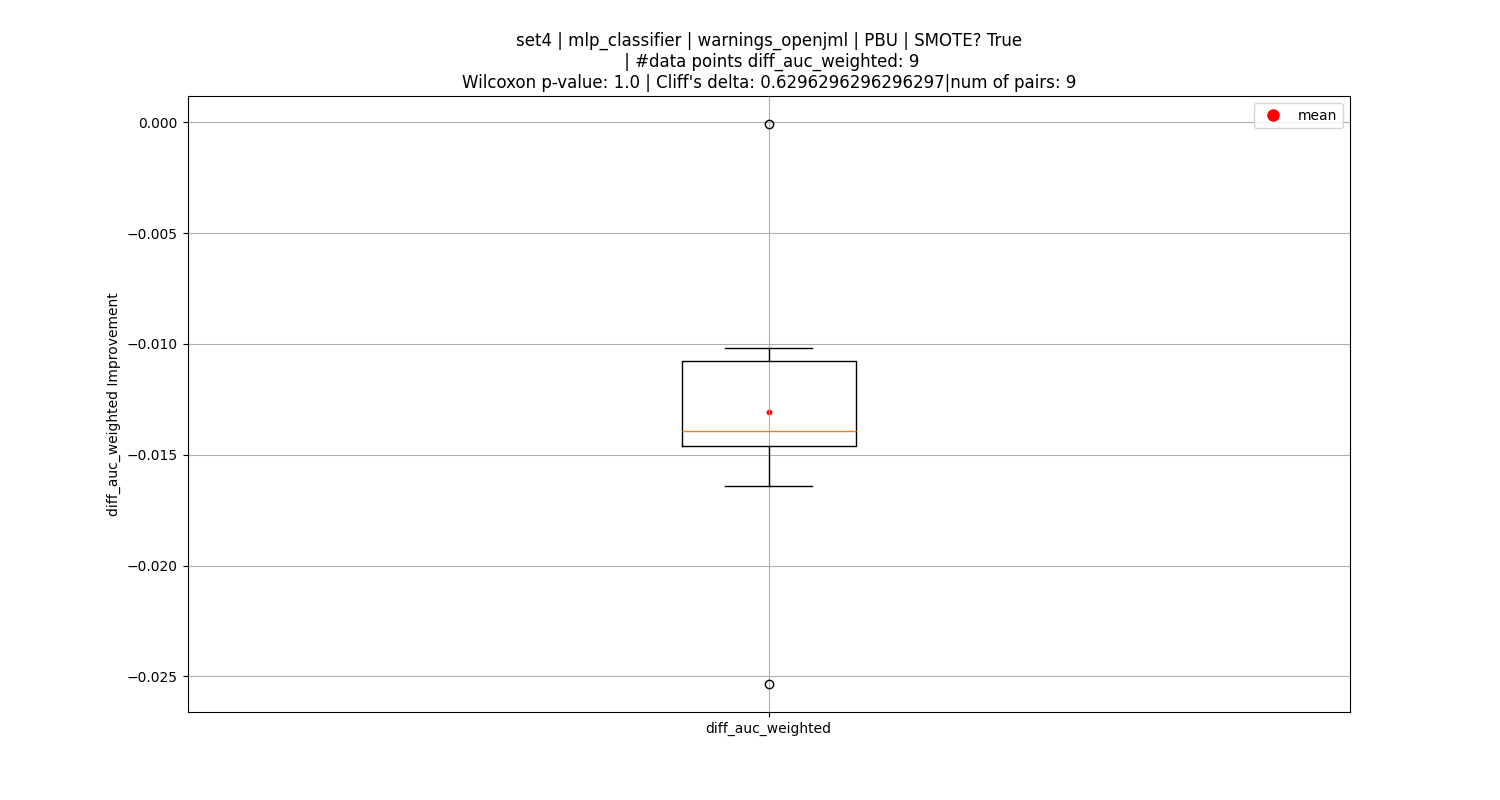 set4 | mlp_classifier | warnings_openjml | PBU | SMOTE? True
| #data points diff_auc_weighted: 9
Wilcoxon p-value: 1.0 | Cliff's delta: 0.6296296296296297|num of pairs: 9
mean
0.000
−0.005
−0.010
−0.015
−0.020
−0.025
diff_auc_weighted Improvement
diff_auc_weighted